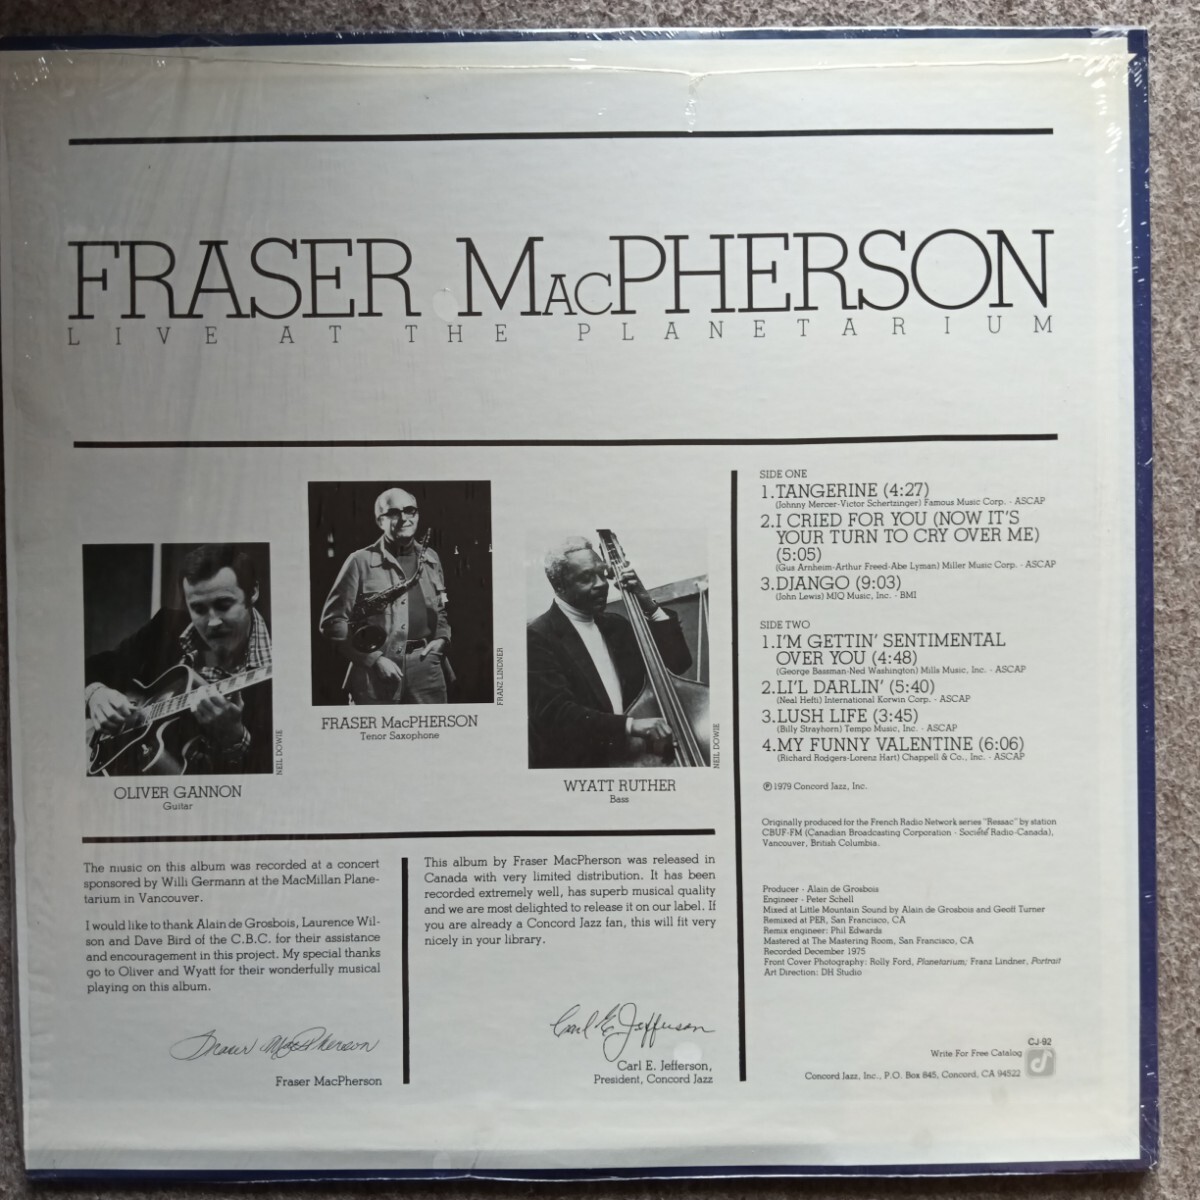 FRASER MacPHERSON
LIVE AT THE PLANETARIUM
NEIL DOWIE
OLIVER GANNON
Guitar
FRANZ LINDNER
FRASER MacPHERSON
Tenor Saxophone
NEIL DOWIE
WYATT RUTHER
Bass
The music on this album was recorded at a concert
sponsored by Willi Germann at the MacMillan Plane-
tarium in Vancouver.
I would like to thank Alain de Grosbois, Laurence Wil-
son and Dave Bird of the C.B.C. for their assistance
and encouragement in this project. My special thanks
go to Oliver and Wyatt for their wonderfully musical
playing on this album.
Fraser MacPherson
Fraser MacPherson
This album by Fraser MacPherson was released in
Canada with very limited distribution. It has been
recorded extremely well, has superb musical quality
and we are most delighted to release it on our label. If
you are already a Concord Jazz fan, this will fit very
nicely in your library.
Carl E. Jefferson
Carl E. Jefferson,
President, Concord Jazz
SIDE ONE
1. TANGERINE (4:27)
(Johnny Mercer-Victor Schertzinger) Famous Music Corp. - ASCAP
2. I CRIED FOR YOU (NOW IT'S
YOUR TURN TO CRY OVER ME)
(5:05)
(Gus Arnheim-Arthur Freed-Abe Lyman) Miller Music Corp. - ASCAP
3. DJANGO (9:03)
(John Lewis) MJQ Music, Inc. - BMI
SIDE TWO
1. I'M GETTIN' SENTIMENTAL
OVER YOU (4:48)
(George Bassman-Ned Washington) Mills Music, Inc. - ASCAP
2. LI'L DARLIN' (5:40)
(Neal Hefti) International Korwin Corp. - ASCAP
3. LUSH LIFE (3:45)
(Billy Strayhorn) Tempo Music, Inc. - ASCAP
4. MY FUNNY VALENTINE (6:06)
(Richard Rodgers-Lorenz Hart) Chappell & Co., Inc. - ASCAP
℗ 1979 Concord Jazz, Inc.
Originally produced for the French Radio Network series "Ressac" by station
CBUF-FM (Canadian Broadcasting Corporation - Société Radio-Canada),
Vancouver, British Columbia.
Producer - Alain de Grosbois
Engineer - Peter Schell
Mixed at Little Mountain Sound by Alain de Grosbois and Geoff Turner
Remixed at PER, San Francisco, CA
Remix engineer: Phil Edwards
Mastered at The Mastering Room, San Francisco, CA
Recorded December 1975
Front Cover Photography: Rolly Ford, Planetarium; Franz Lindner, Portrait
Art Direction: DH Studio
CJ-92
Write For Free Catalog
Concord Jazz, Inc., P.O. Box 845, Concord, CA 94522